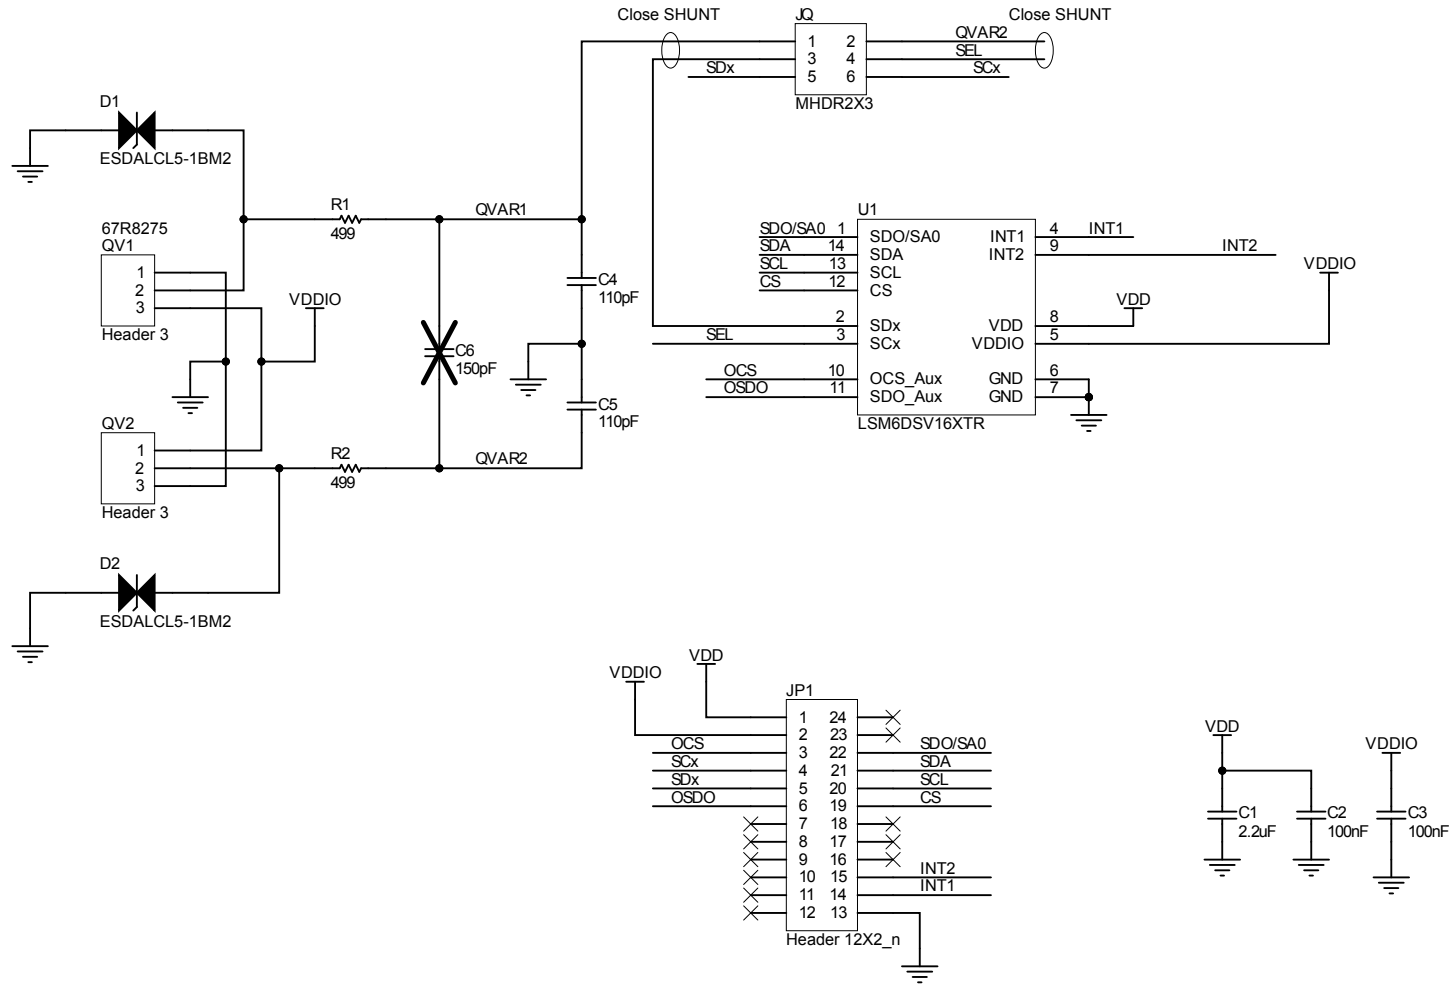 Close SHUNT
JQ
Close SHUNT
1 2 QVAR2
3 4 SEL
SDx 5 6 SCx
MHDR2X3
D1
ESDALCL5-1BM2
R1
499
QVAR1
67R8275
QV1
1
2
3
Header 3
VDDIO
C4
110pF
C6
150pF
C5
110pF
QV2
1
2
3
Header 3
R2
499
QVAR2
D2
ESDALCL5-1BM2
U1
SDO/SA0 1 SDO/SA0 INT1 4 INT1
SDA 14 SDA INT2 9 INT2
SCL 13 SCL
CS 12 CS
VDDIO
VDD
2 SDx VDD 8
SEL 3 SCx VDDIO 5
OCS 10 OCS_Aux GND 6
OSDO 11 SDO_Aux GND 7
LSM6DSV16XTR
VDD
VDDIO
JP1
1 24
2 23
OCS 3 22 SDO/SA0
SCx 4 21 SDA
SDx 5 20 SCL
OSDO 6 19 CS
7 18
8 17
9 16
10 15 INT2
11 14 INT1
12 13
Header 12X2_n
VDD
VDDIO
C1
2.2uF
C2
100nF
C3
100nF